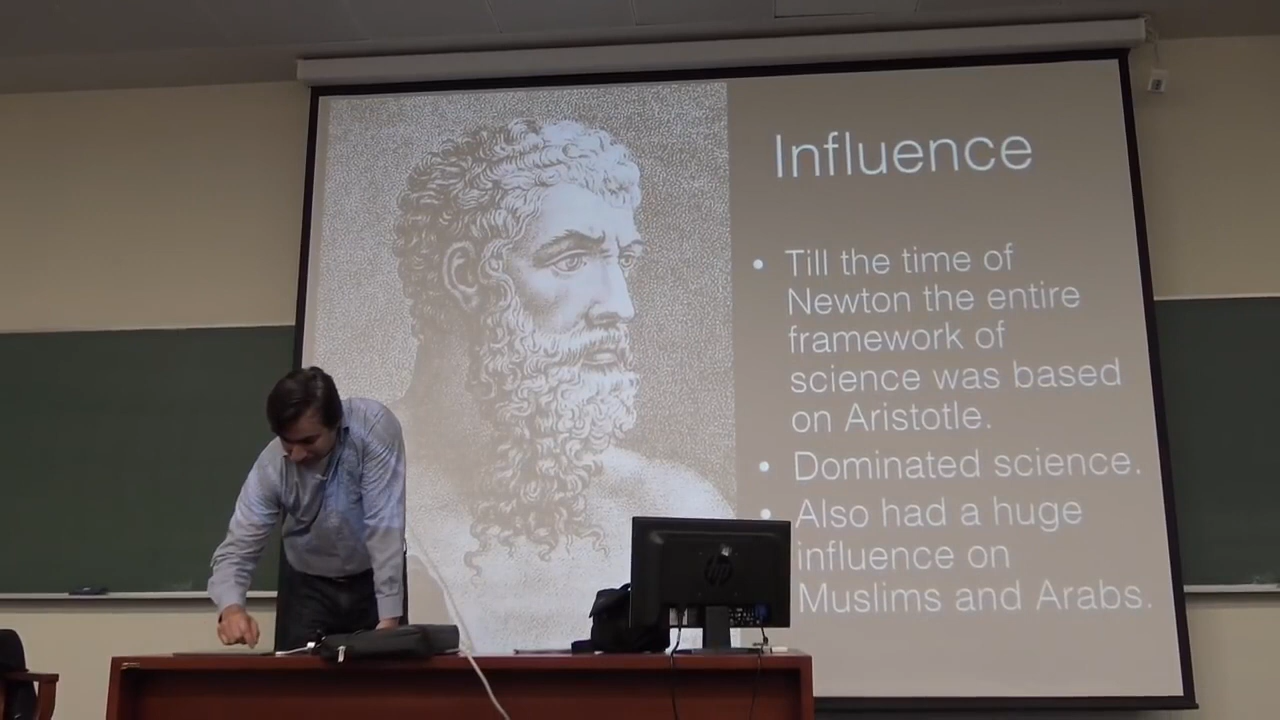 Influence
• Till the time of
Newton the entire
framework of
science was based
on Aristotle.
• Dominated science.
• Also had a huge
influence on
Muslims and Arabs.
hp